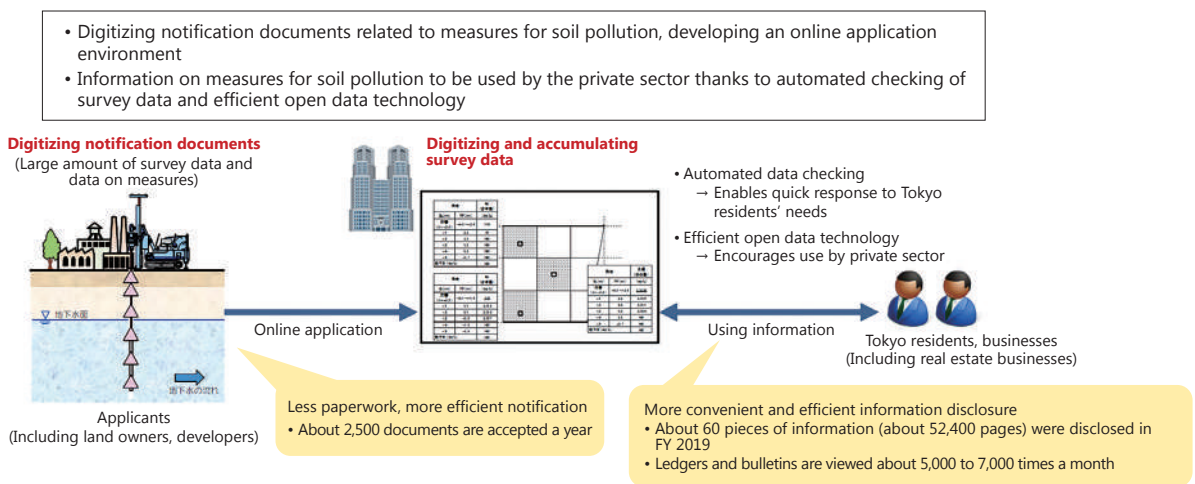 • Digitizing notification documents related to measures for soil pollution, developing an online application
environment
• Information on measures for soil pollution to be used by the private sector thanks to automated checking of
survey data and efficient open data technology
Digitizing notification documents
(Large amount of survey data and
data on measures)
地下水面
地下水の流れ
Applicants
(Including land owners, developers)
Online application
Less paperwork, more efficient notification
• About 2,500 documents are accepted a year
Digitizing and accumulating
survey data
• Automated data checking
→ Enables quick response to Tokyo
residents' needs
• Efficient open data technology
→ Encourages use by private sector
Using information
Tokyo residents, businesses
(Including real estate businesses)
More convenient and efficient information disclosure
• About 60 pieces of information (about 52,400 pages) were disclosed in
FY 2019
• Ledgers and bulletins are viewed about 5,000 to 7,000 times a month